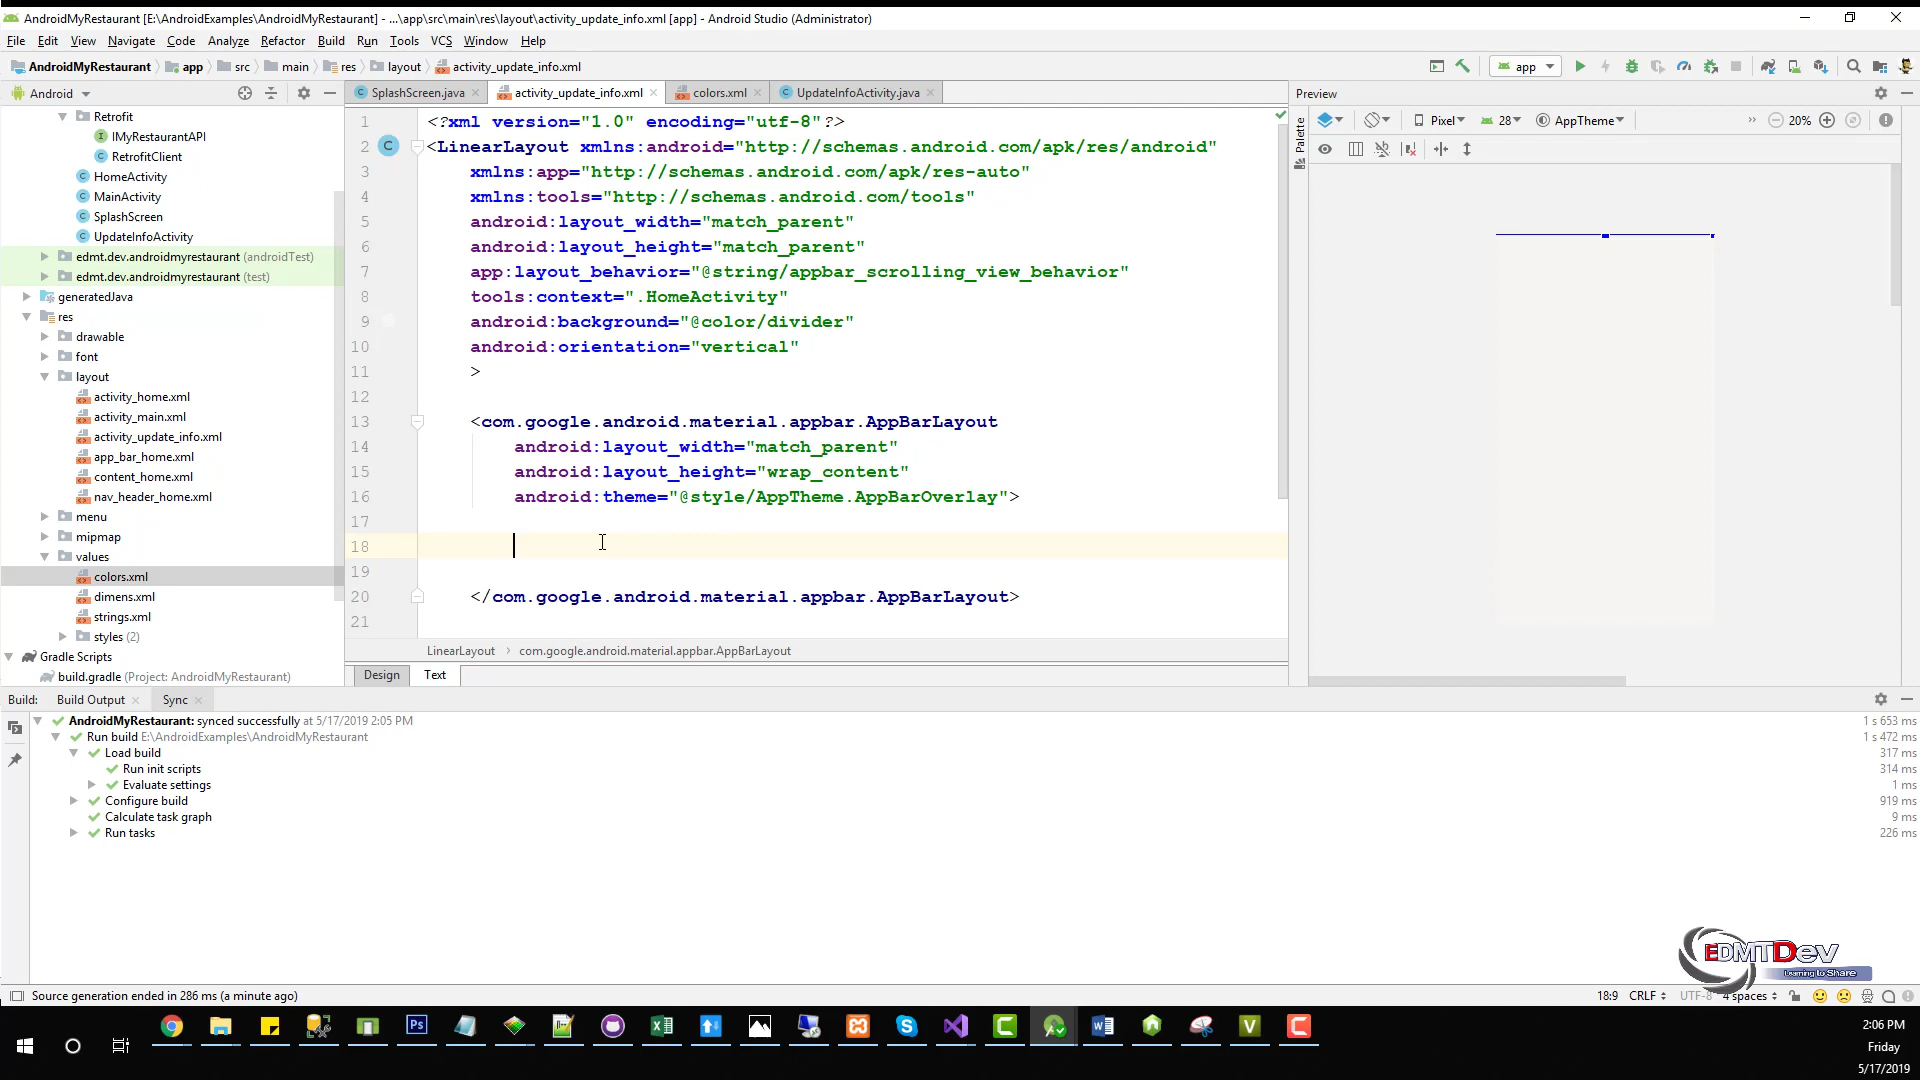 AndroidMyRestaurant [E:\AndroidExamples\AndroidMyRestaurant] - ...\app\src\main\res\layout\activity_update_info.xml [app] - Android Studio (Administrator)
File Edit View Navigate Code Analyze Refactor Build Run Tools VCS Window Help
AndroidMyRestaurant app src main res layout activity_update_info.xml
app
Android
SplashScreen.java activity_update_info.xml colors.xml UpdateInfoActivity.java
Preview
Retrofit
IMyRestaurantAPI
RetrofitClient
HomeActivity
MainActivity
SplashScreen
UpdateInfoActivity
edmt.dev.androidmyrestaurant (androidTest)
edmt.dev.androidmyrestaurant (test)
generatedJava
res
drawable
font
layout
activity_home.xml
activity_main.xml
activity_update_info.xml
app_bar_home.xml
content_home.xml
nav_header_home.xml
menu
mipmap
values
colors.xml
dimens.xml
strings.xml
styles (2)
Gradle Scripts
build.gradle (Project: AndroidMyRestaurant)
1 <?xml version="1.0" encoding="utf-8"?>
2 <LinearLayout xmlns:android="http://schemas.android.com/apk/res/android"
3 xmlns:app="http://schemas.android.com/apk/res-auto"
4 xmlns:tools="http://schemas.android.com/tools"
5 android:layout_width="match_parent"
6 android:layout_height="match_parent"
7 app:layout_behavior="@string/appbar_scrolling_view_behavior"
8 tools:context=".HomeActivity"
9 android:background="@color/divider"
10 android:orientation="vertical"
11 >
12
13 <com.google.android.material.appbar.AppBarLayout
14 android:layout_width="match_parent"
15 android:layout_height="wrap_content"
16 android:theme="@style/AppTheme.AppBarOverlay">
17
18
19
20 </com.google.android.material.appbar.AppBarLayout>
21
LinearLayout com.google.android.material.appbar.AppBarLayout
Design Text
Palette
Pixel 28 AppTheme 20%
Build: Build Output Sync
AndroidMyRestaurant: synced successfully at 5/17/2019 2:05 PM 1 s 653 ms
Run build E:\AndroidExamples\AndroidMyRestaurant 1 s 472 ms
Load build 317 ms
Run init scripts 314 ms
Evaluate settings 1 ms
Configure build 919 ms
Calculate task graph 9 ms
Run tasks 226 ms
EDMTDev
Learning to Share
Source generation ended in 286 ms (a minute ago) 18:9 CRLF UTF-8 4 spaces
2:06 PM
Friday
5/17/2019